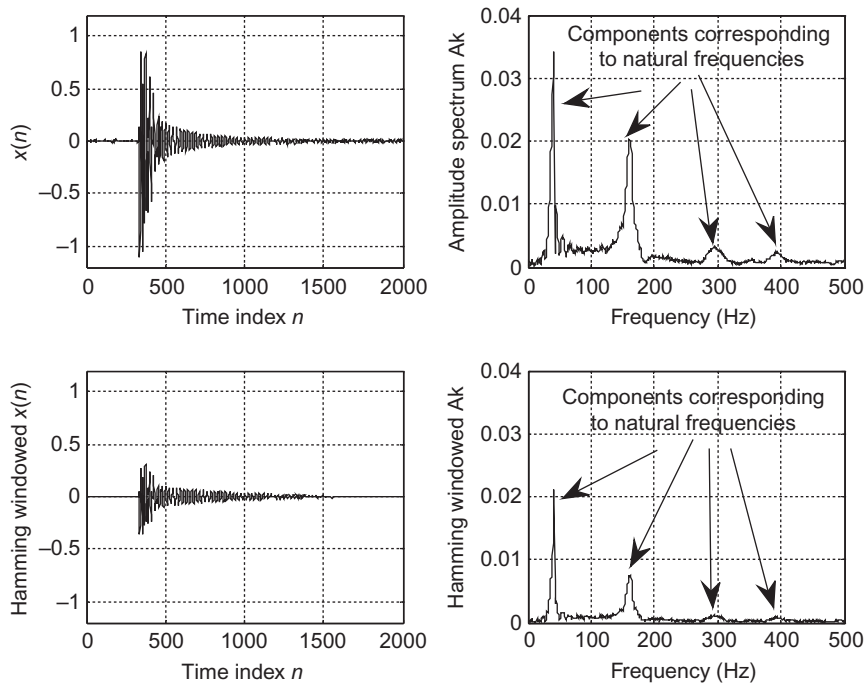 1
0.5
0
–0.5
–1
x(n)
0 500 1000 1500 2000
Time index n
0.04
0.03
0.02
0.01
0
Amplitude spectrum Ak
Components corresponding
to natural frequencies
0 100 200 300 400 500
Frequency (Hz)
1
0.5
0
–0.5
–1
Hamming windowed x(n)
0 500 1000 1500 2000
Time index n
0.04
0.03
0.02
0.01
0
Hamming windowed Ak
Components corresponding
to natural frequencies
0 100 200 300 400 500
Frequency (Hz)